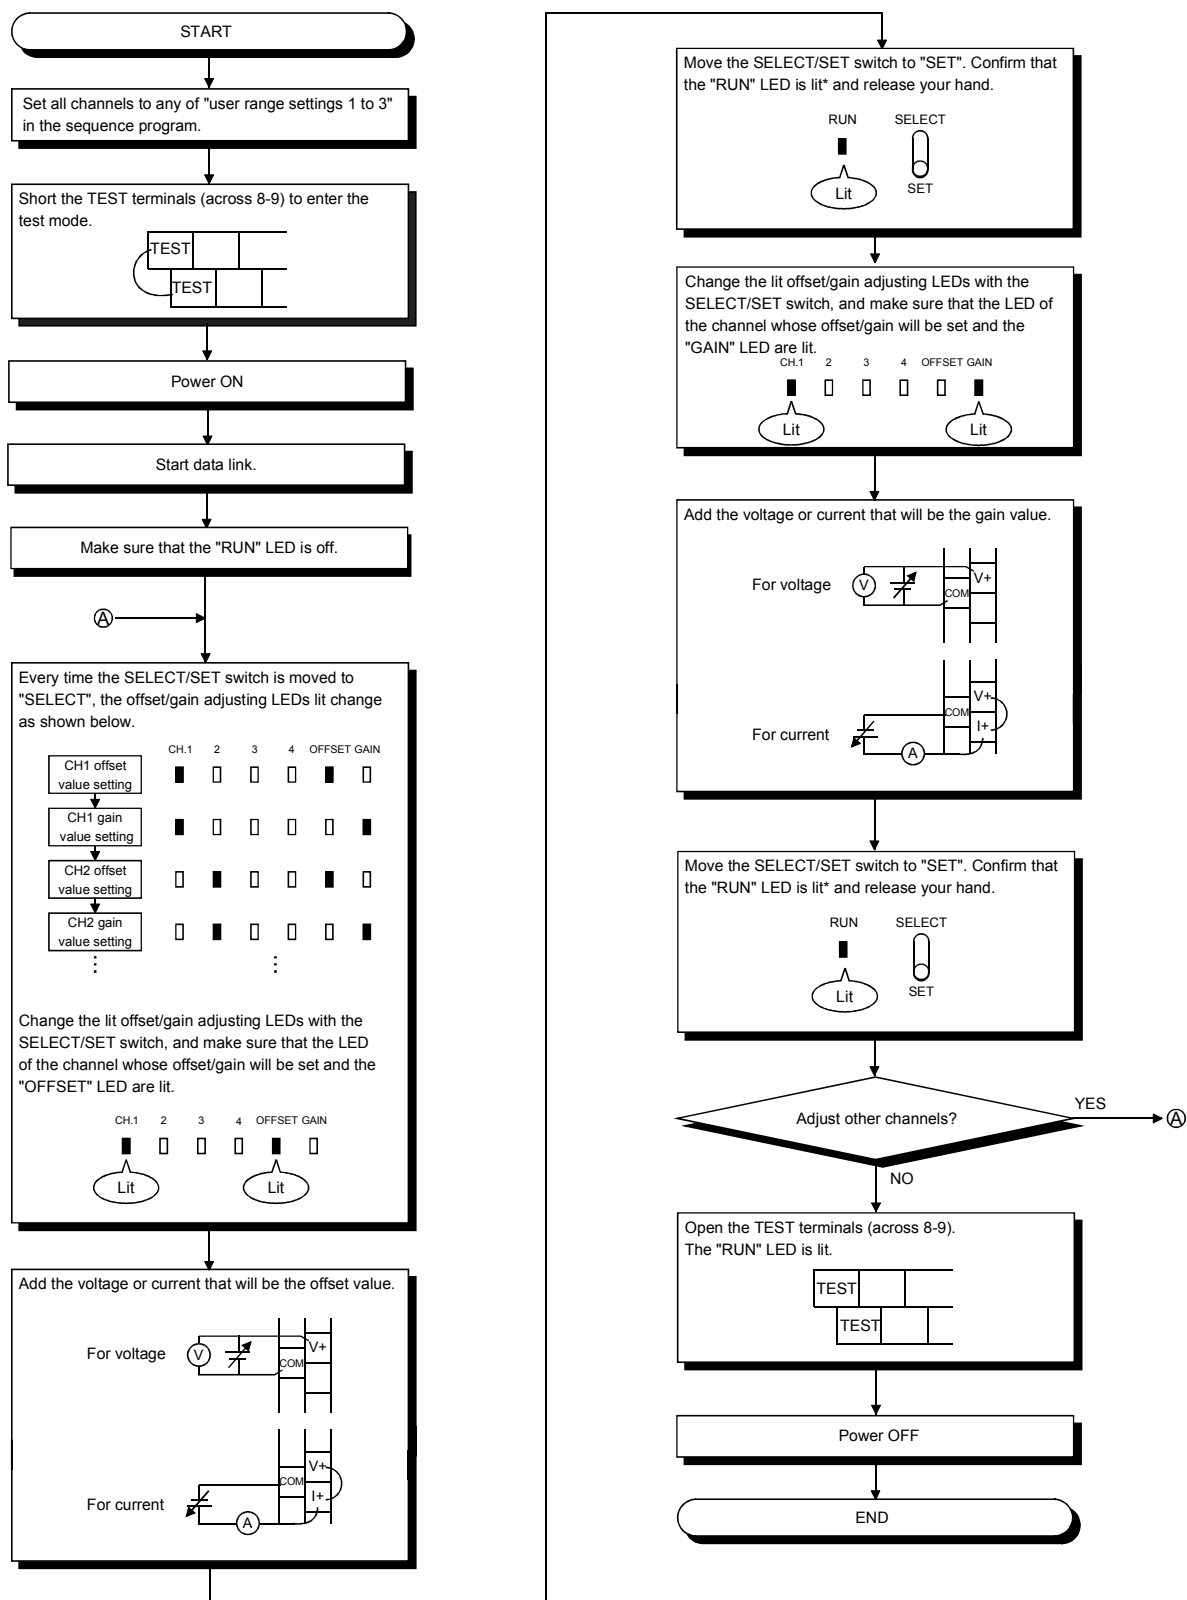 START
Set all channels to any of "user range settings 1 to 3"
in the sequence program.
Short the TEST terminals (across 8-9) to enter the
test mode.
TEST
TEST
Power ON
Start data link.
Make sure that the "RUN" LED is off.
A
Every time the SELECT/SET switch is moved to
"SELECT", the offset/gain adjusting LEDs lit change
as shown below.
CH.1 2 3 4 OFFSET GAIN
CH1 offset
value setting
CH1 gain
value setting
CH2 offset
value setting
CH2 gain
value setting
Change the lit offset/gain adjusting LEDs with the
SELECT/SET switch, and make sure that the LED
of the channel whose offset/gain will be set and the
"OFFSET" LED are lit.
CH.1 2 3 4 OFFSET GAIN
Lit Lit
Add the voltage or current that will be the offset value.
For voltage V COM V+
For current A COM V+ I+
Move the SELECT/SET switch to "SET". Confirm that
the "RUN" LED is lit* and release your hand.
RUN SELECT
Lit SET
Change the lit offset/gain adjusting LEDs with the
SELECT/SET switch, and make sure that the LED of
the channel whose offset/gain will be set and the
"GAIN" LED are lit.
CH.1 2 3 4 OFFSET GAIN
Lit Lit
Add the voltage or current that will be the gain value.
For voltage V COM V+
For current A COM V+ I+
Move the SELECT/SET switch to "SET". Confirm that
the "RUN" LED is lit* and release your hand.
RUN SELECT
Lit SET
Adjust other channels?
YES
A
NO
Open the TEST terminals (across 8-9).
The "RUN" LED is lit.
TEST
TEST
Power OFF
END